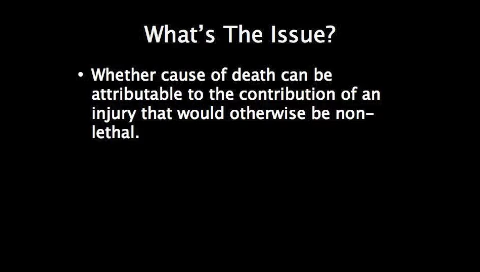 What’s The Issue?
• Whether cause of death can be
attributable to the contribution of an
injury that would otherwise be non-
lethal.